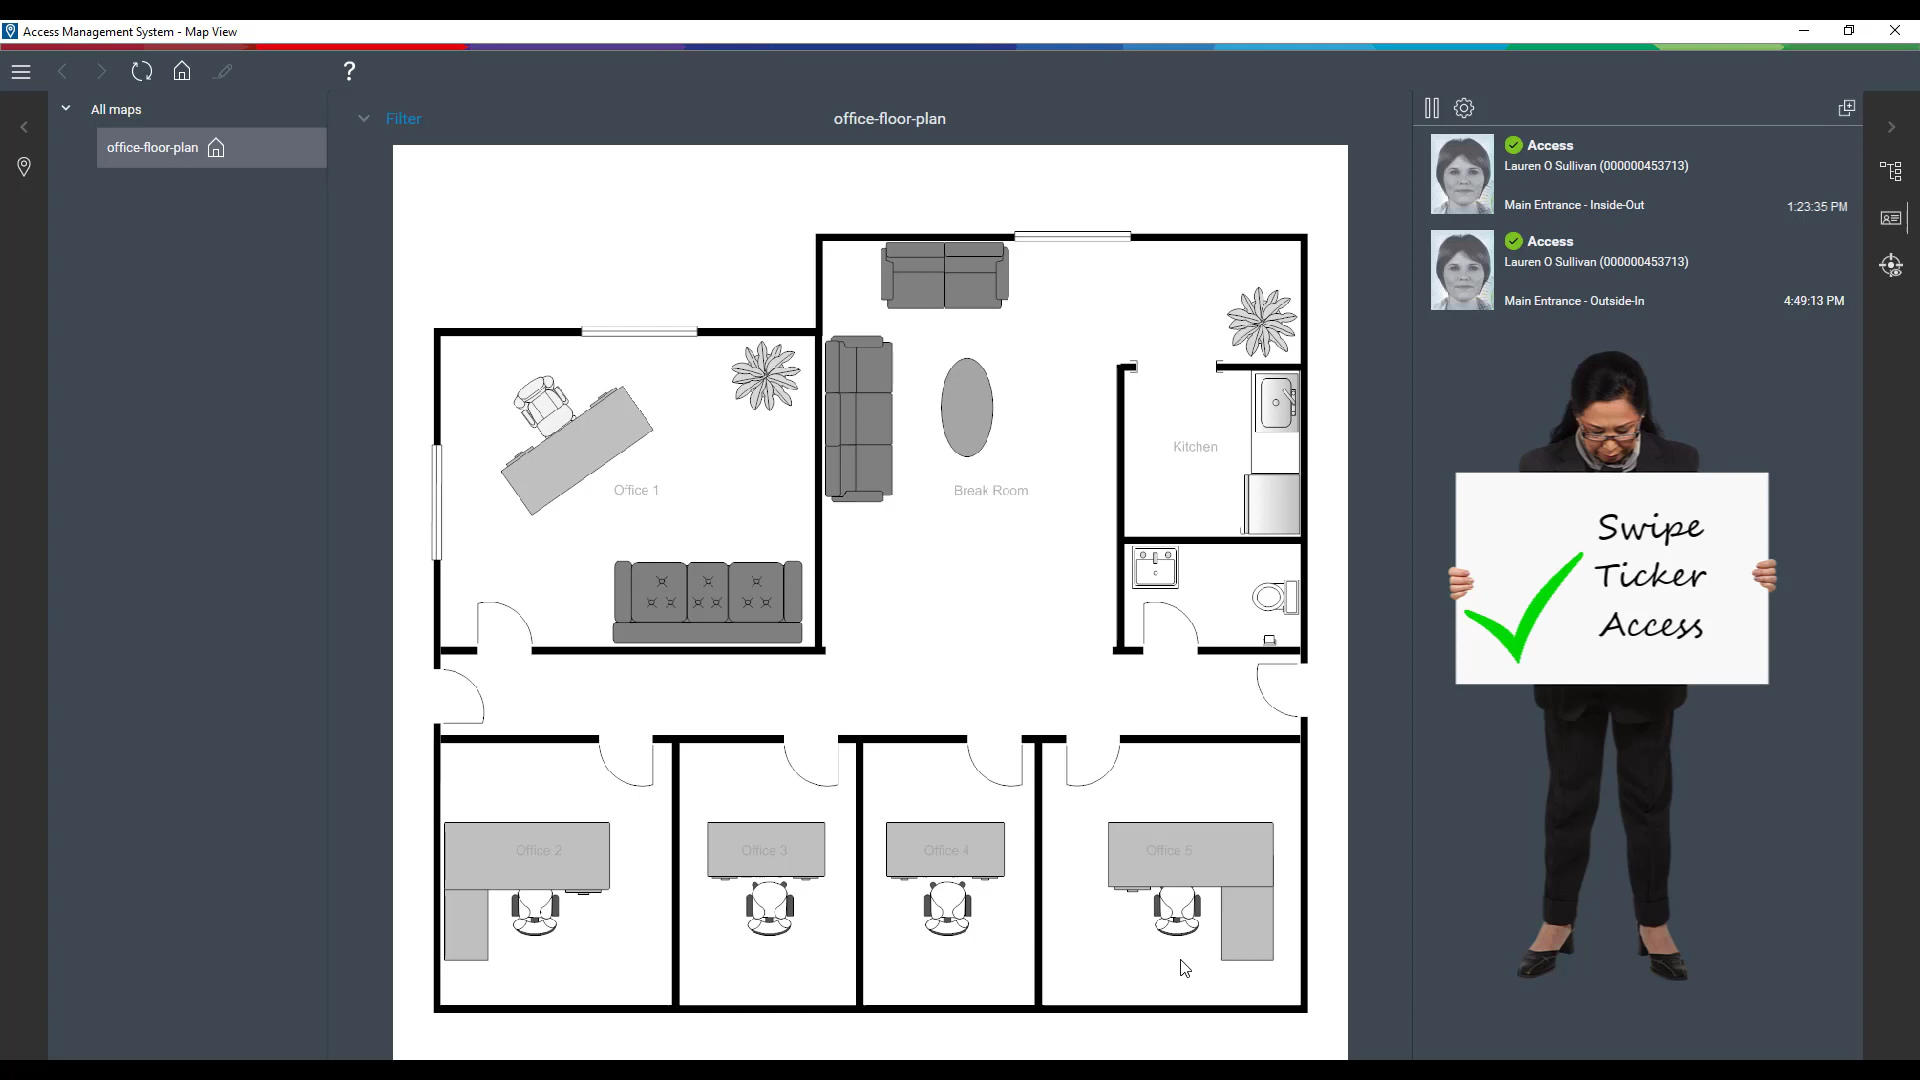 Access Management System - Map View
?
All maps
office-floor-plan
Filter
office-floor-plan
Access
Lauren O Sullivan (000000453713)
Main Entrance - Inside-Out
1:23:35 PM
Access
Lauren O Sullivan (000000453713)
Main Entrance - Outside-In
4:49:13 PM
Kitchen
Office 1
Break Room
Swipe
Ticker
Access
Office 2
Office 3
Office 4
Office 5